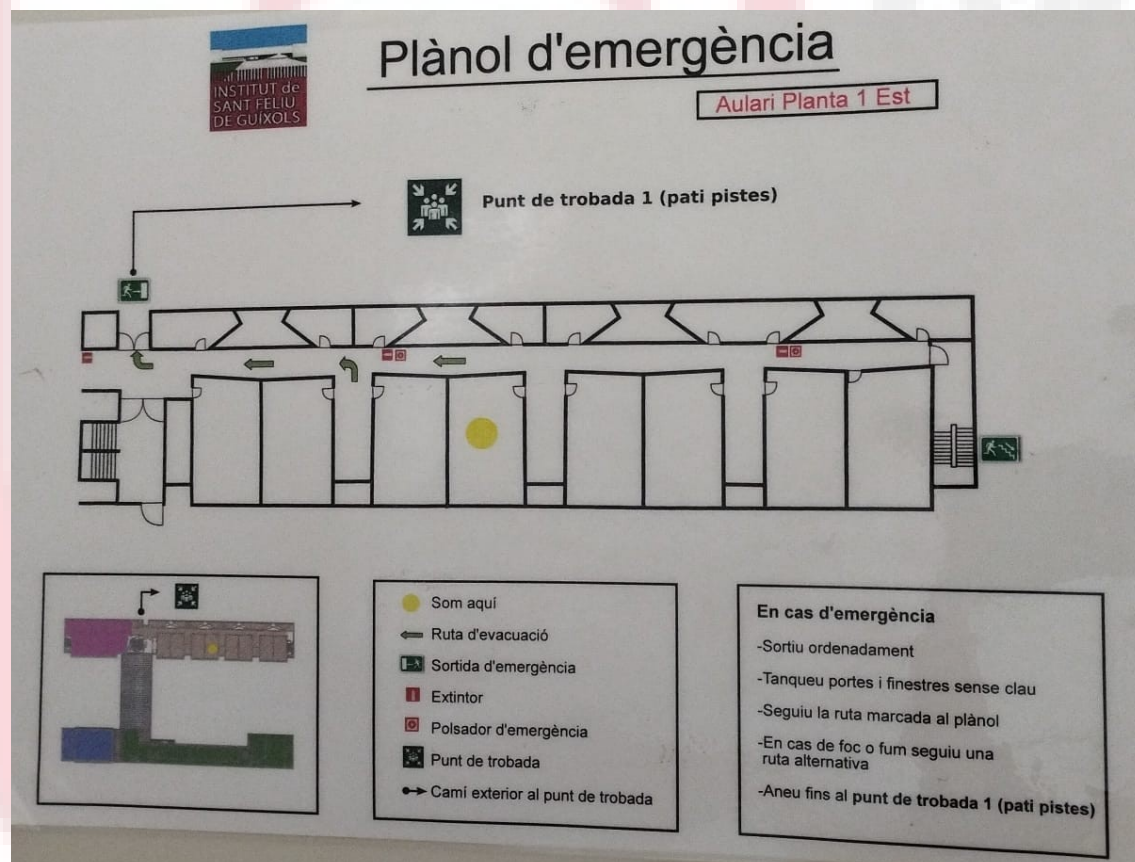 INSTITUT de
SANT FELIU
DE GUÍXOLS
Plànol d'emergència
Aulari Planta 1 Est
Punt de trobada 1 (pati pistes)
Som aquí
Ruta d'evacuació
Sortida d'emergència
Extintor
Polsador d'emergència
Punt de trobada
Camí exterior al punt de trobada
En cas d'emergència
-Sortiu ordenadament
-Tanqueu portes i finestres sense clau
-Seguiu la ruta marcada al plànol
-En cas de foc o fum seguiu una
ruta alternativa
-Aneu fins al punt de trobada 1 (pati pistes)